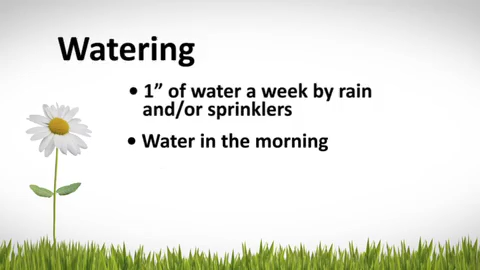 Watering
• 1” of water a week by rain
and/or sprinklers
• Water in the morning